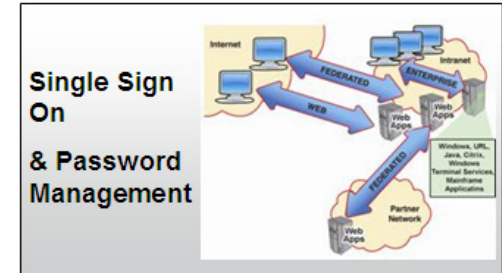 Single Sign
On
& Password
Management
Internet
Intranet
FEDERATED
ENTERPRISE
WEB
Web
Apps
Web
Apps
Windows, URL,
Java, Citrix,
Windows
Terminal Services,
Mainframe
Applicatins
FEDERATED
Partner
Network
Web
Apps